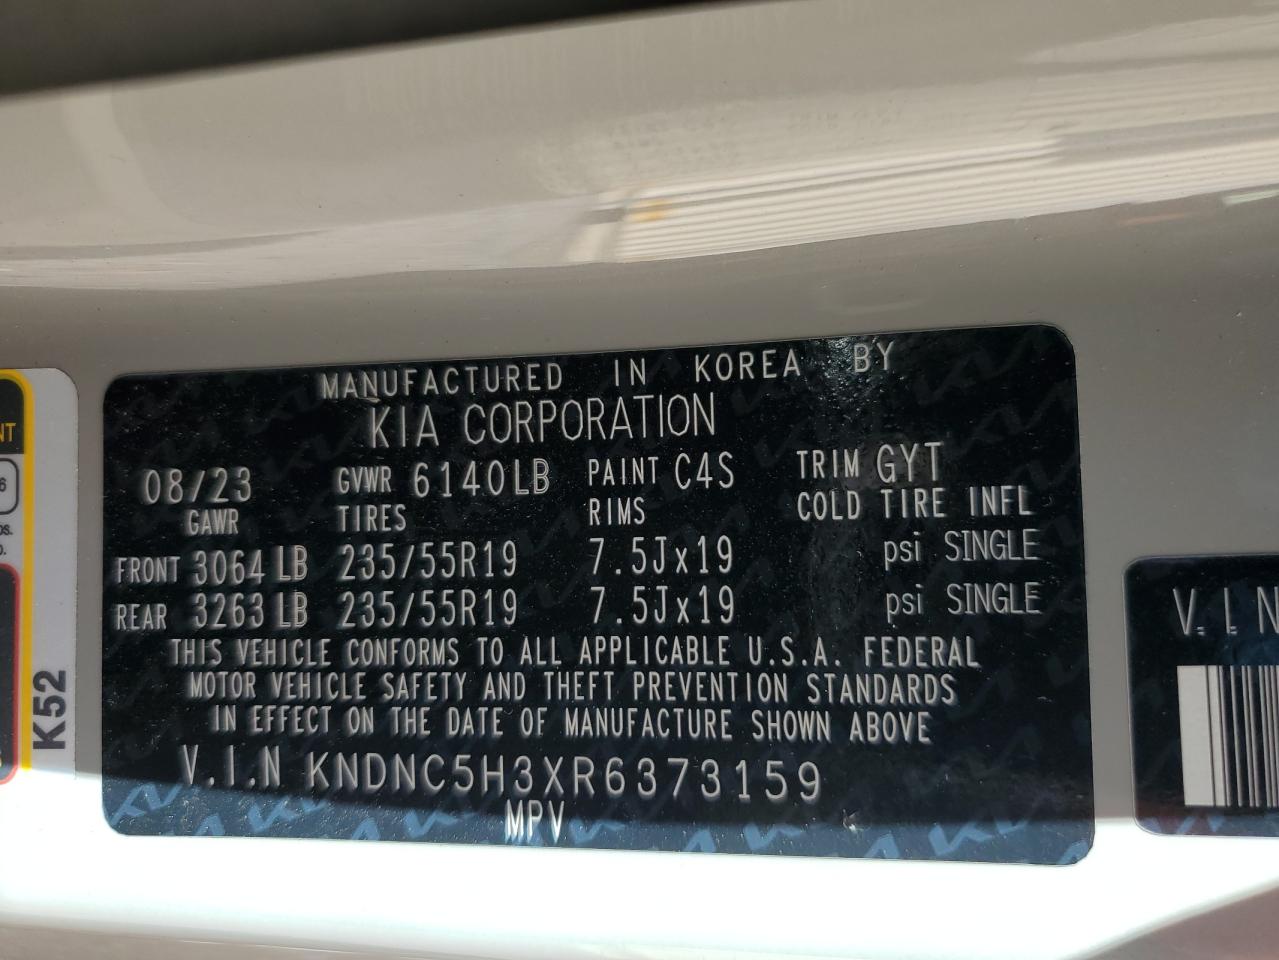 MANUFACTURED IN KOREA BY
KIA CORPORATION
08/23 GVWR 6140LB PAINT C4S TRIM GYT
GAWR TIRES RIMS COLD TIRE INFL
FRONT 3064 LB 235/55R19 7.5Jx19 psi SINGLE
REAR 3263 LB 235/55R19 7.5Jx19 psi SINGLE
THIS VEHICLE CONFORMS TO ALL APPLICABLE U.S.A. FEDERAL
MOTOR VEHICLE SAFETY AND THEFT PREVENTION STANDARDS
IN EFFECT ON THE DATE OF MANUFACTURE SHOWN ABOVE
V.I.N KNDNC5H3XR6373159
MPV
K52
V.I.N